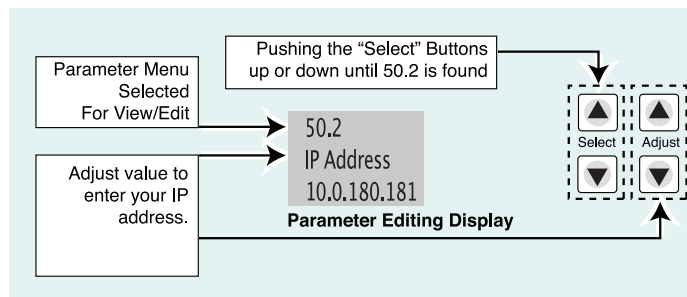 Pushing the “Select” Buttons
up or down until 50.2 is found
Parameter Menu
Selected
For View/Edit
50.2
IP Address
10.0.180.181
Select
Adjust
Adjust value to
enter your IP
address.
Parameter Editing Display